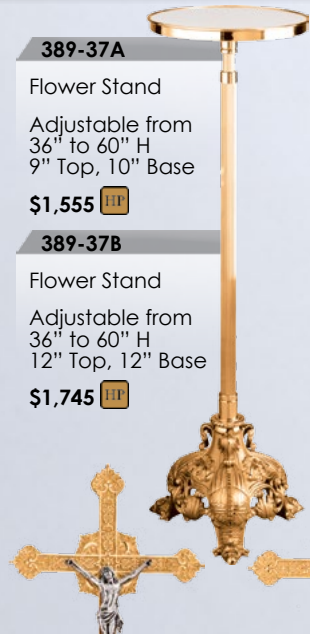 389-37A
Flower Stand
Adjustable from
36” to 60” H
9” Top, 10” Base
$1,555 HP
389-37B
Flower Stand
Adjustable from
36” to 60” H
12” Top, 12” Base
$1,745 HP